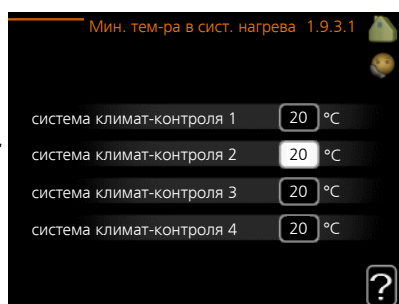 Мин. тем-ра в сист. нагрева 1.9.3.1
система климат-контроля 1 20 °C
система климат-контроля 2 20 °C
система климат-контроля 3 20 °C
система климат-контроля 4 20 °C
?